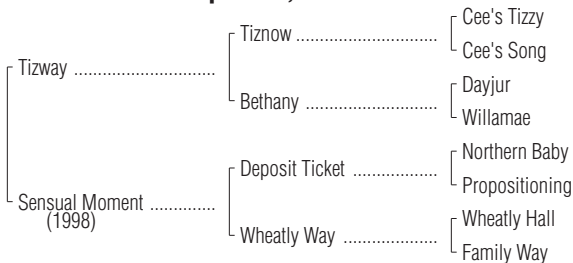 Cee's Tizzy
Tiznow
Cee's Song
Tizway
Dayjur
Bethany
Willamae
Northern Baby
Deposit Ticket
Propositioning
Sensual Moment
(1998)
Wheatly Hall
Wheatly Way
Family Way